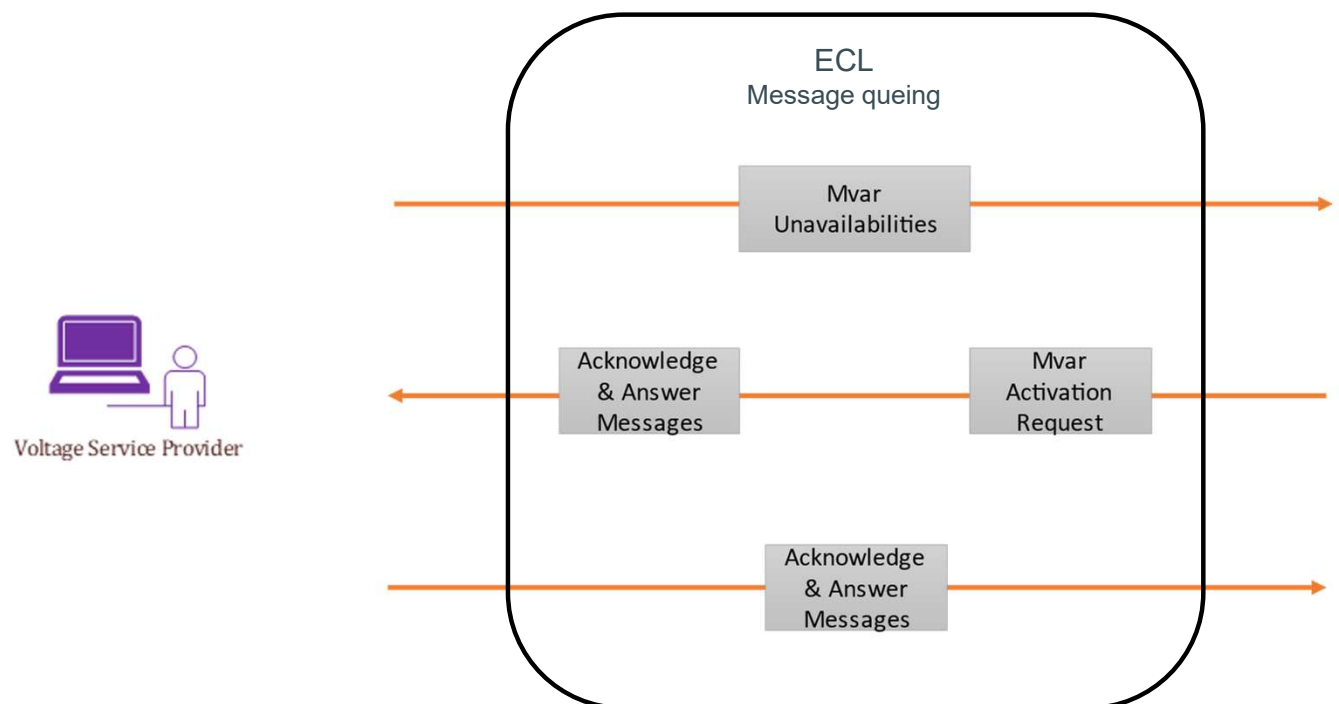 ECL
Message queing
Mvar
Unavailabilities
Acknowledge
& Answer
Messages
Mvar
Activation
Request
Voltage Service Provider
Acknowledge
& Answer
Messages